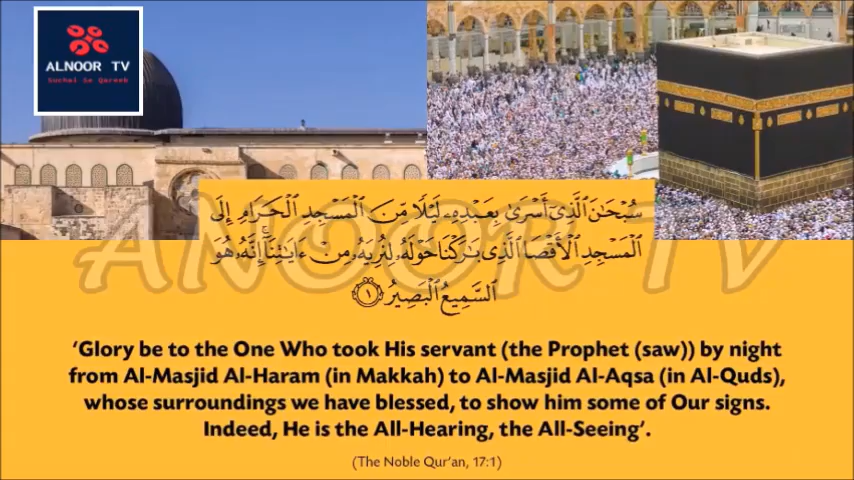 ALNOOR TV
Suchai Se Qareeb
سُبْحَٰنَ ٱلَّذِىٓ أَسْرَىٰ بِعَبْدِهِۦ لَيْلًا مِّنَ ٱلْمَسْجِدِ ٱلْحَرَامِ إِلَى
ٱلْمَسْجِدِ ٱلْأَقْصَا ٱلَّذِى بَٰرَكْنَا حَوْلَهُۥ لِنُرِيَهُۥ مِنْ ءَايَٰتِنَآ ۚ إِنَّهُۥ هُوَ
ٱلسَّمِيعُ ٱلْبَصِيرُ ١
ANOOR TV
‘Glory be to the One Who took His servant (the Prophet (saw)) by night
from Al-Masjid Al-Haram (in Makkah) to Al-Masjid Al-Aqsa (in Al-Quds),
whose surroundings we have blessed, to show him some of Our signs.
Indeed, He is the All-Hearing, the All-Seeing’.
(The Noble Qur’an, 17:1)